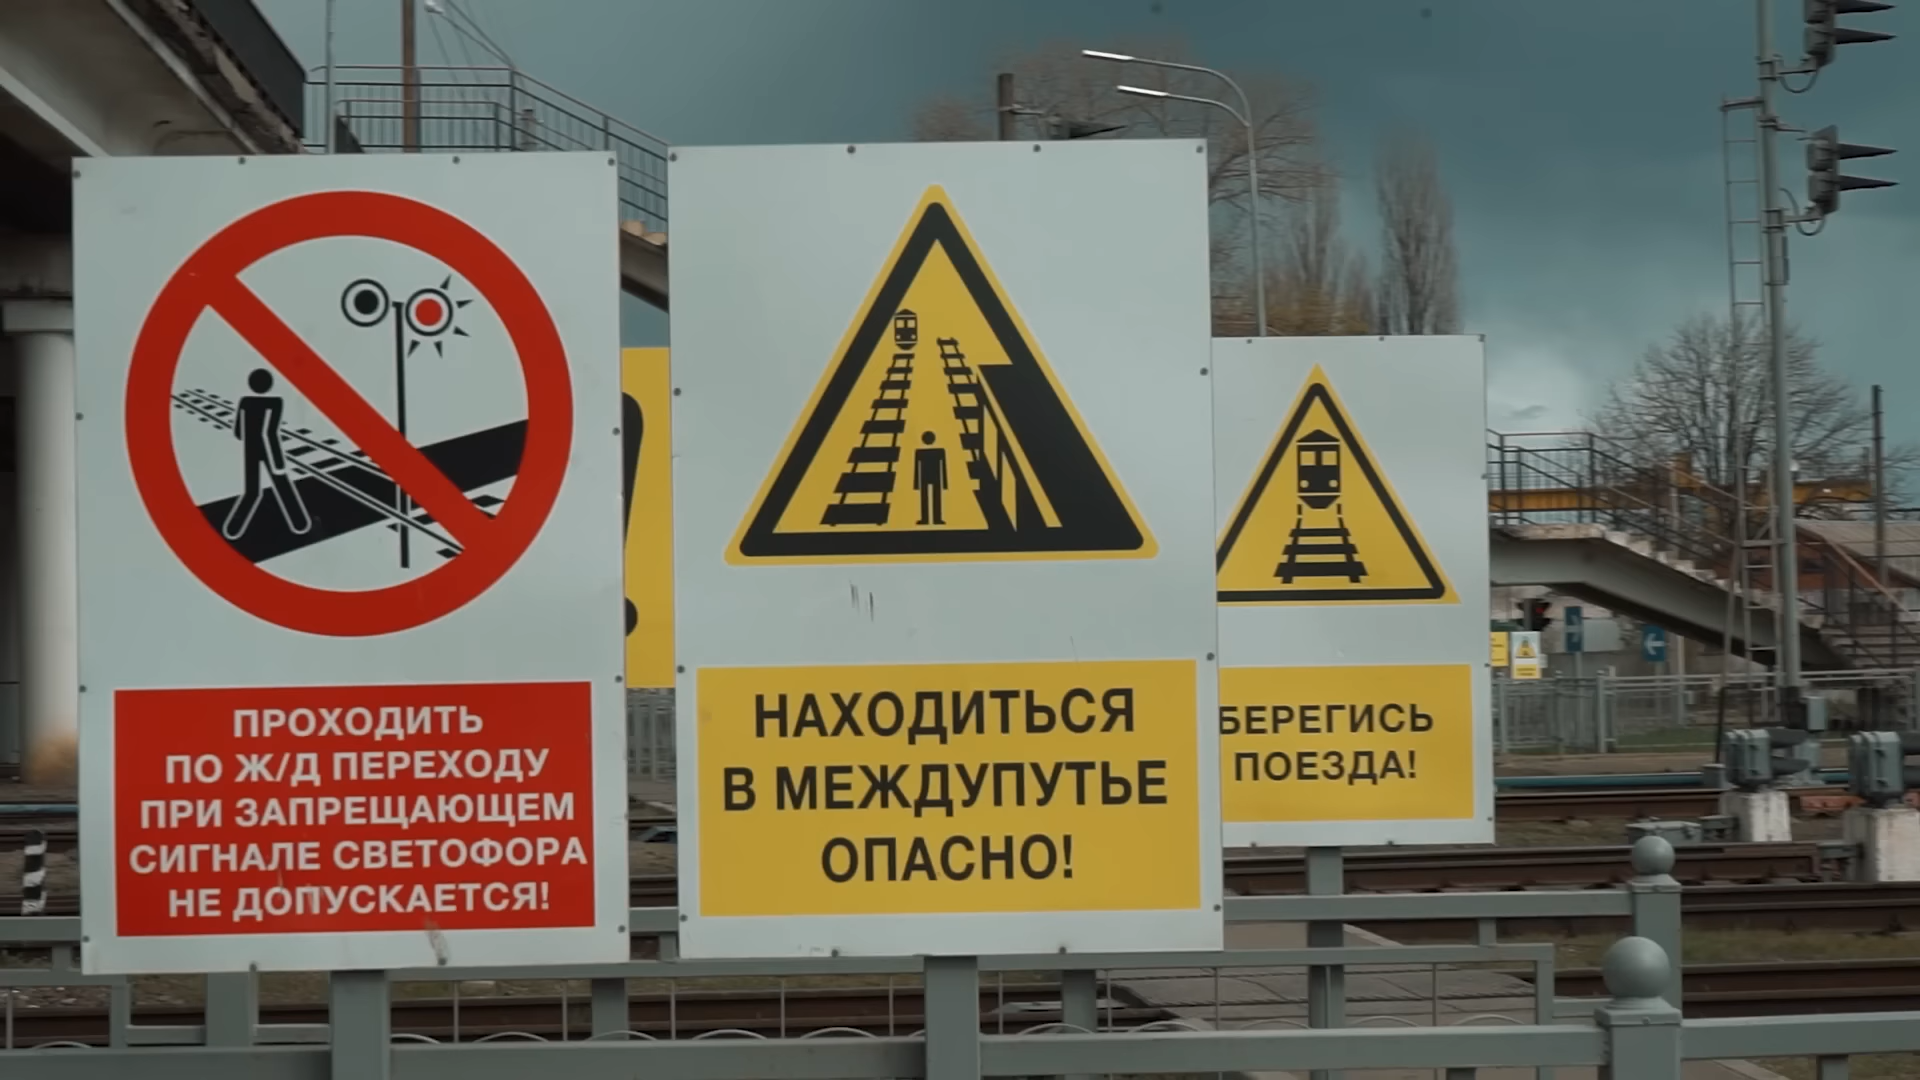 ПРОХОДИТЬ
ПО Ж/Д ПЕРЕХОДУ
ПРИ ЗАПРЕЩАЮЩЕМ
СИГНАЛЕ СВЕТОФОРА
НЕ ДОПУСКАЕТСЯ!
НАХОДИТЬСЯ
В МЕЖДУПУТЬЕ
ОПАСНО!
БЕРЕГИСЬ
ПОЕЗДА!